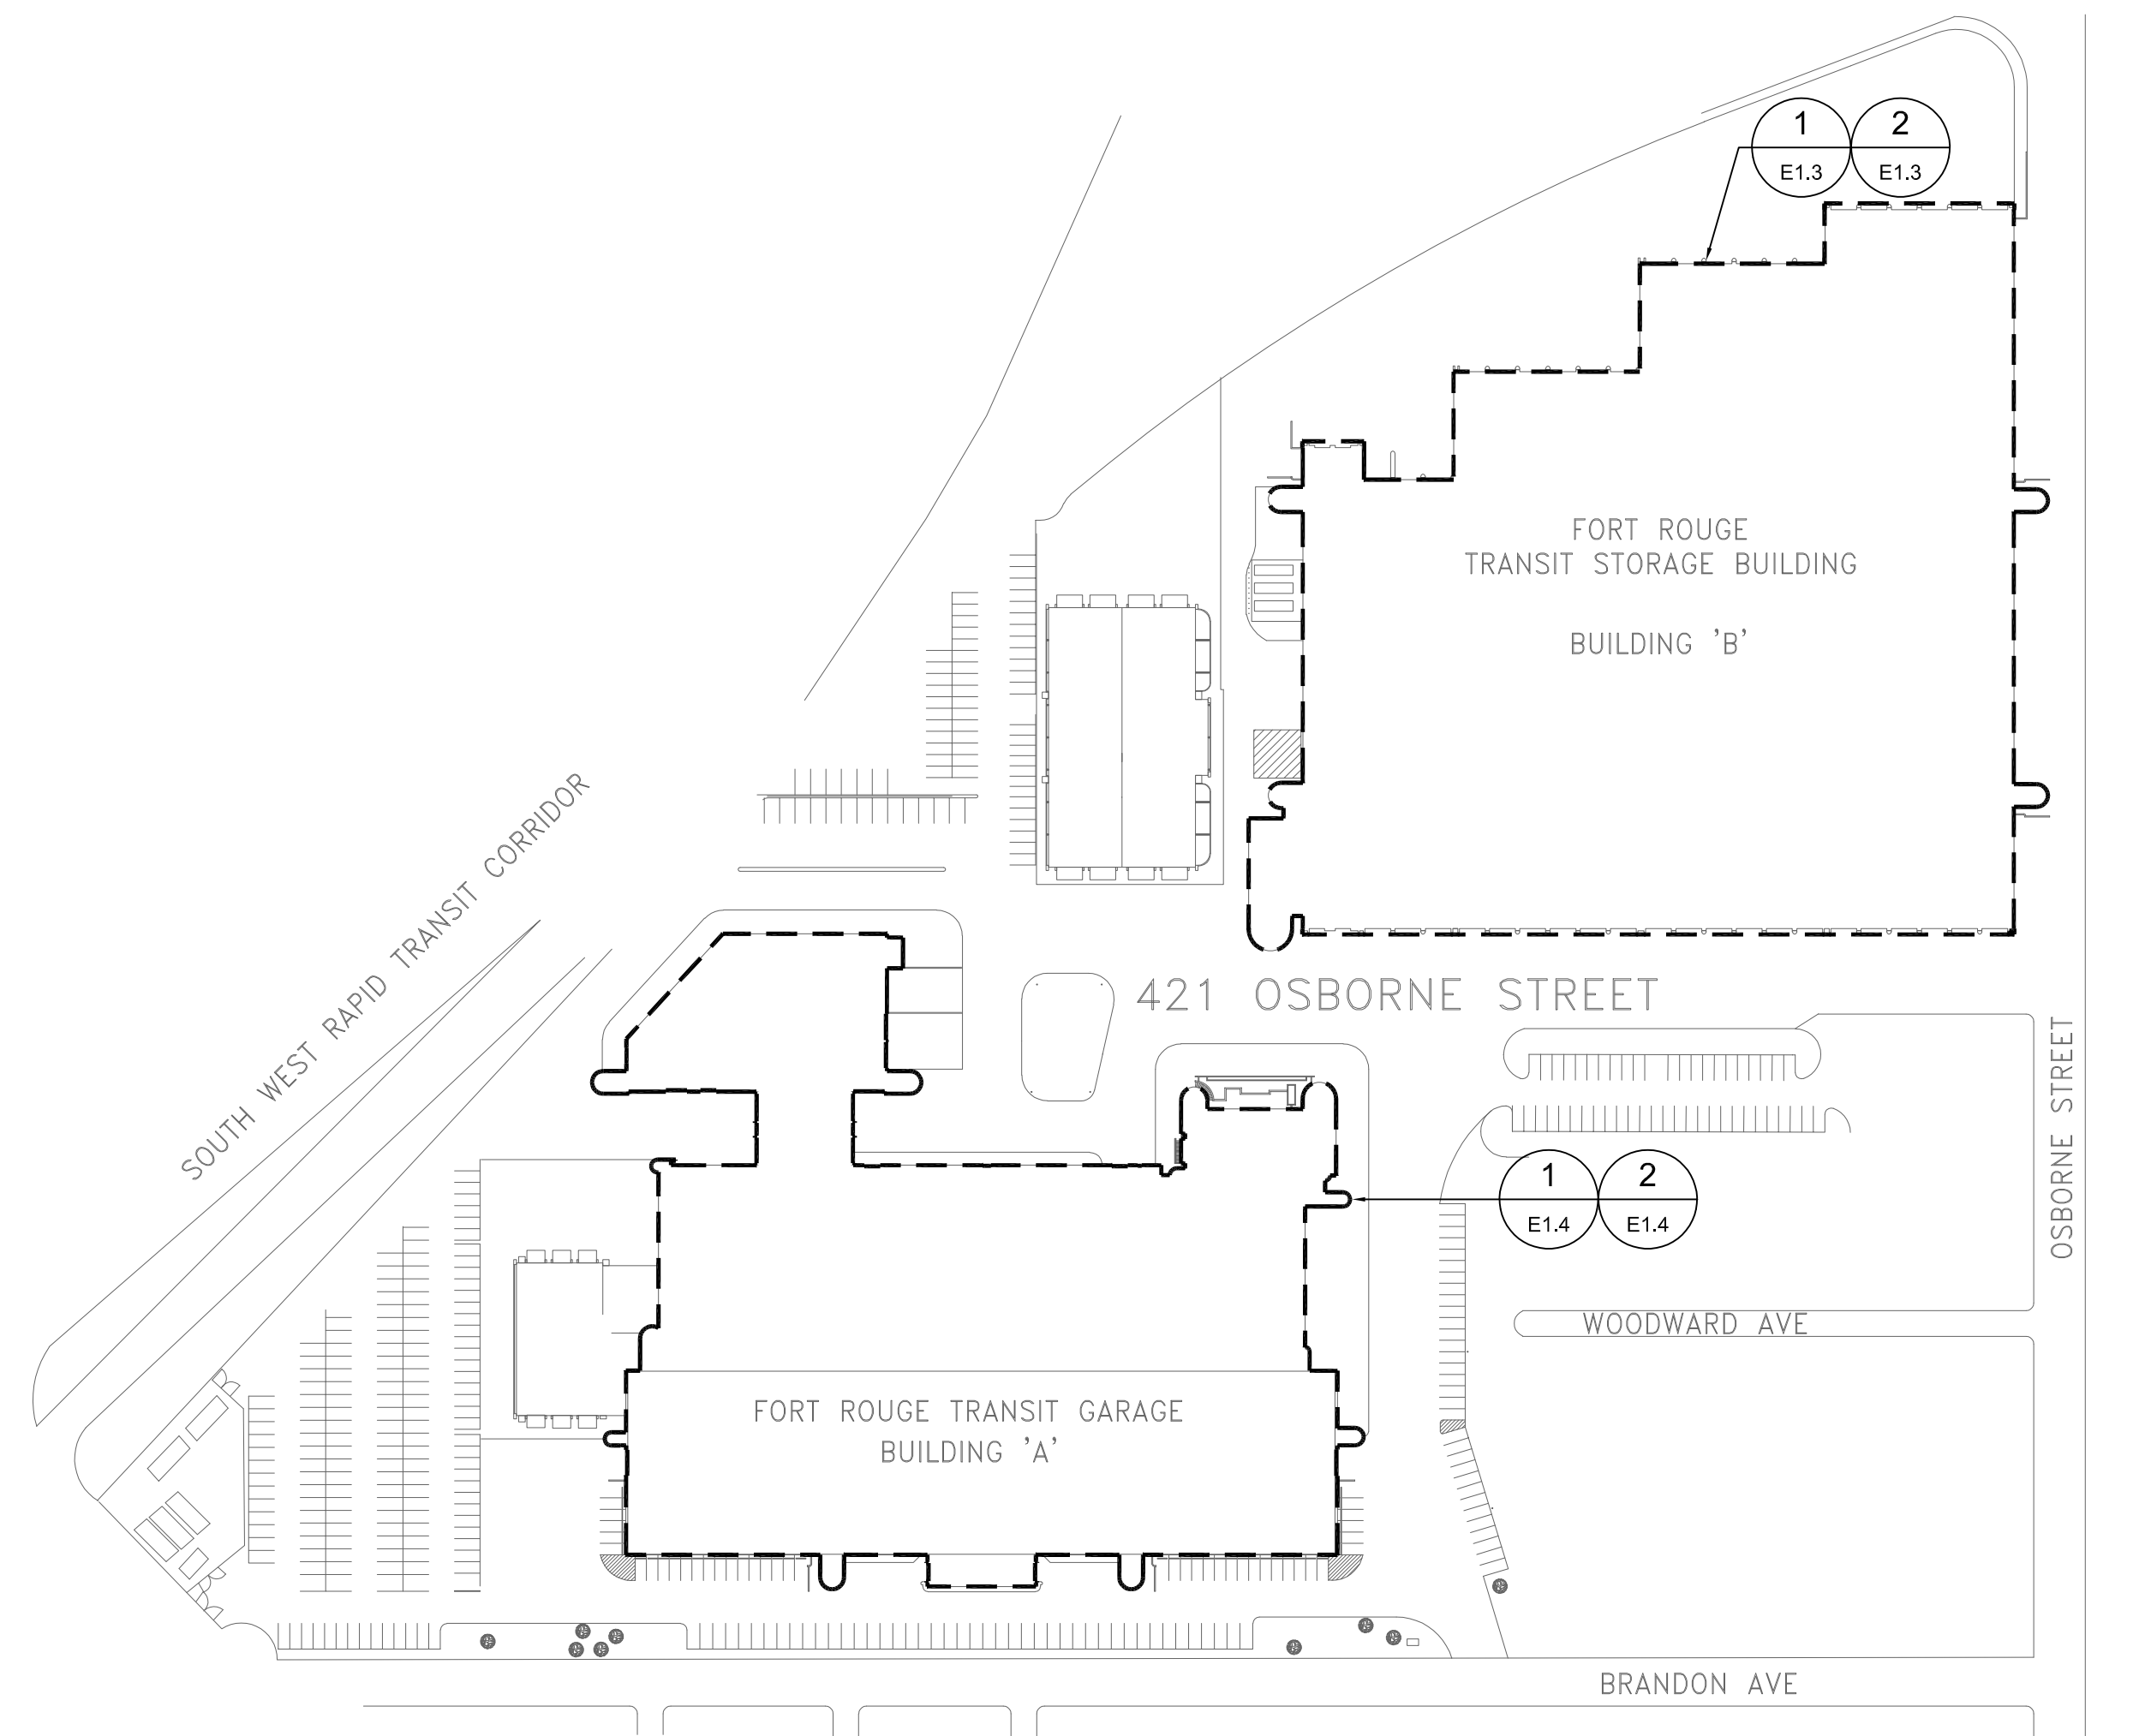 1
E1.3
2
E1.3
FORT ROUGE
TRANSIT STORAGE BUILDING
BUILDING 'B'
SOUTH WEST RAPID TRANSIT CORRIDOR
421 OSBORNE STREET
OSBORNE STREET
1
E1.4
2
E1.4
WOODWARD AVE
FORT ROUGE TRANSIT GARAGE
BUILDING 'A'
BRANDON AVE